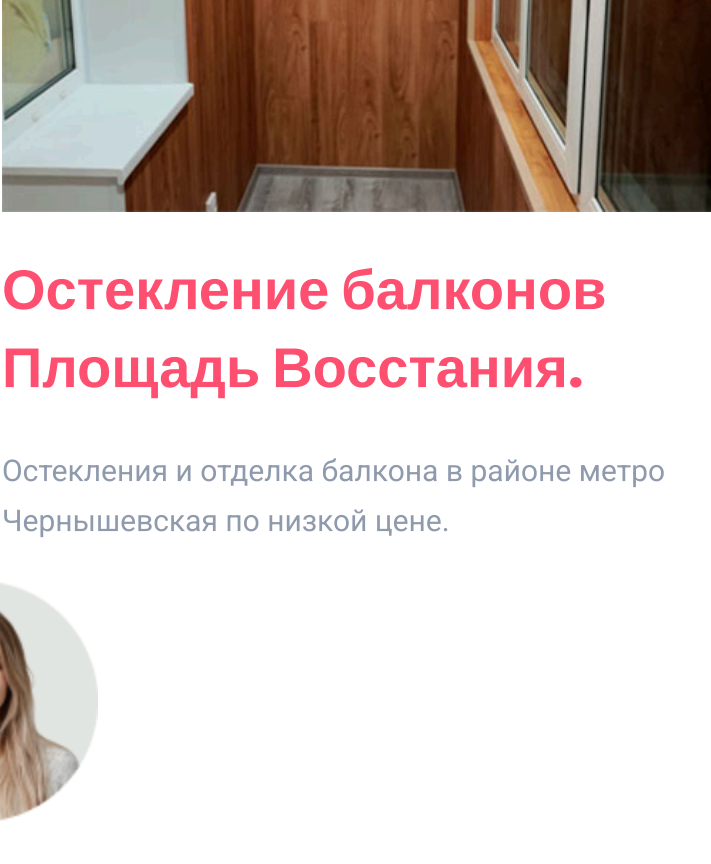 Остекление балконов
Площадь Восстания.
Остекления и отделка балкона в районе метро
Чернышевская по низкой цене.